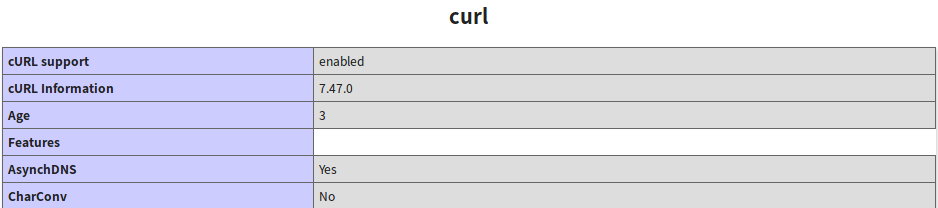 curl
cURL support enabled
cURL Information 7.47.0
Age 3
Features
AsynchDNS Yes
CharConv No